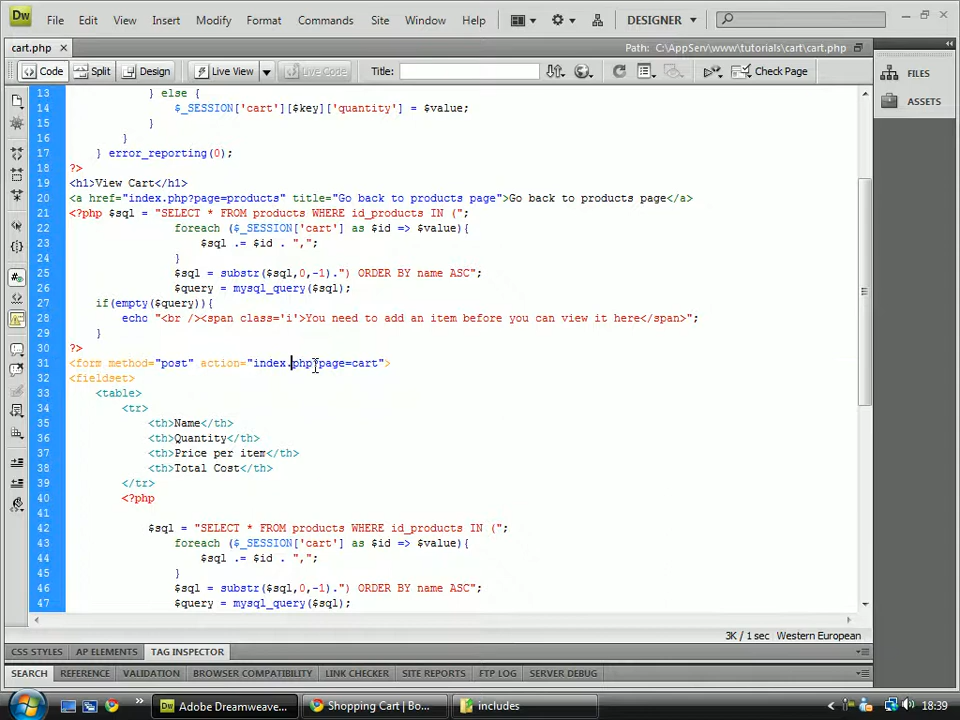 Dw File Edit View Insert Modify Format Commands Site Window Help DESIGNER
cart.php Path: C:\AppServ\www\tutorials\cart\cart.php
Code Split Design Live View Live Code Title: Check Page
FILES
ASSETS
13 } else {
14 $_SESSION['cart'][$key]['quantity'] = $value;
15 }
16 }
17 } error_reporting(0);
18 ?>
19 <h1>View Cart</h1>
20 <a href="index.php?page=products" title="Go back to products page">Go back to products page</a>
21 <?php $sql = "SELECT * FROM products WHERE id_products IN (";
22 foreach ($_SESSION['cart'] as $id => $value){
23 $sql .= $id . ",";
24 }
25 $sql = substr($sql,0,-1).") ORDER BY name ASC";
26 $query = mysql_query($sql);
27 if(empty($query)){
28 echo "<br /><span class='i'>You need to add an item before you can view it here</span>";
29 }
30 ?>
31 <form method="post" action="index.php?page=cart">
32 <fieldset>
33 <table>
34 <tr>
35 <th>Name</th>
36 <th>Quantity</th>
37 <th>Price per item</th>
38 <th>Total Cost</th>
39 </tr>
40 <?php
41
42 $sql = "SELECT * FROM products WHERE id_products IN (";
43 foreach ($_SESSION['cart'] as $id => $value){
44 $sql .= $id . ",";
45 }
46 $sql = substr($sql,0,-1).") ORDER BY name ASC";
47 $query = mysql_query($sql);
3K / 1 sec Western European
CSS STYLES AP ELEMENTS TAG INSPECTOR
SEARCH REFERENCE VALIDATION BROWSER COMPATIBILITY LINK CHECKER SITE REPORTS FTP LOG SERVER DEBUG
Dw Adobe Dreamweave... Shopping Cart | Bo... includes 18:39